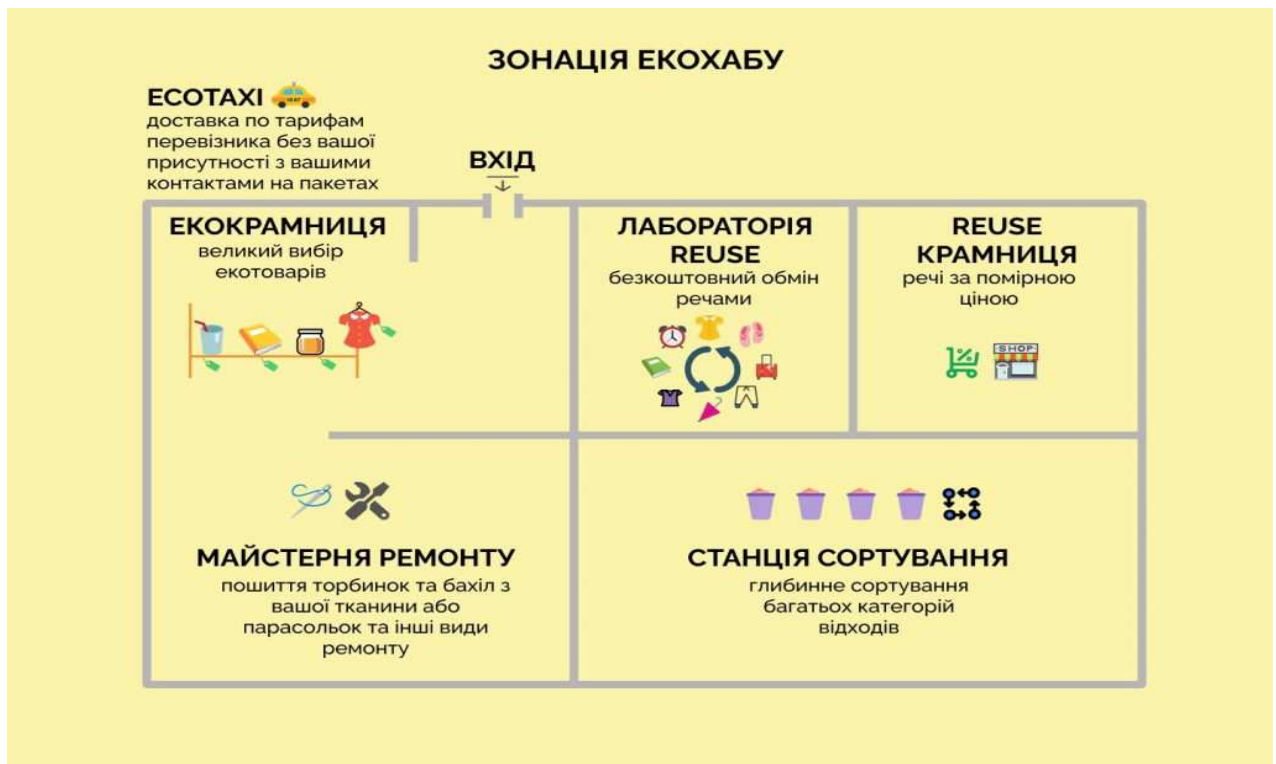 ЗОНАЦІЯ ЕКОХАБУ
ECOTAXI
доставка по тарифам
перевізника без вашої
присутності з вашими
контактами на пакетах
ВХІД
ЕКОКРАМНИЦЯ
великий вибір
екотоварів
ЛАБОРАТОРІЯ
REUSE
безкоштовний обмін
речами
REUSE
КРАМНИЦЯ
речі за помірною
ціною
SHOP
МАЙСТЕРНЯ РЕМОНТУ
пошиття торбинок та бахіл з
вашої тканини або
парасольок та інші види
ремонту
СТАНЦІЯ СОРТУВАННЯ
глибинне сортування
багатьох категорій
відходів